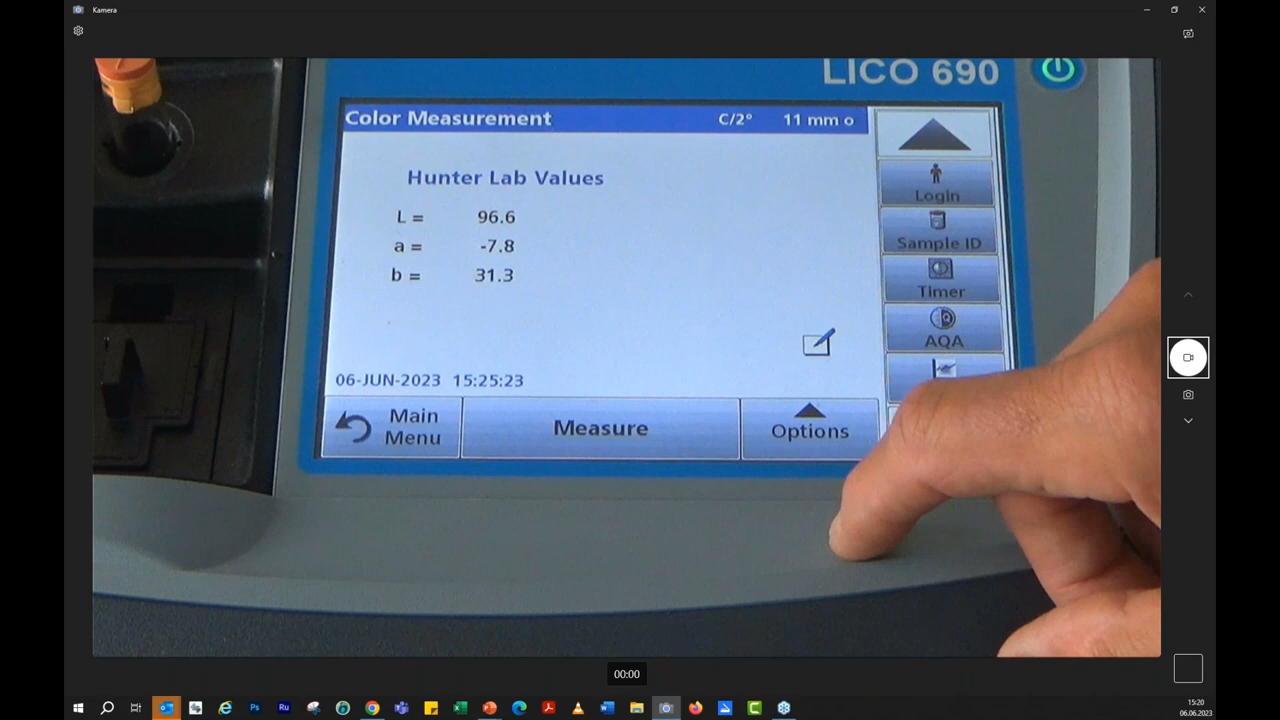 Kamera
LICO 690
Color Measurement C/2° 11 mm o
Hunter Lab Values
L = 96.6
a = -7.8
b = 31.3
06-JUN-2023 15:25:23
Main
Menu
Measure
Options
Login
Sample ID
Timer
AQA
00:00
Ps
Ru
15:20
06.06.2023